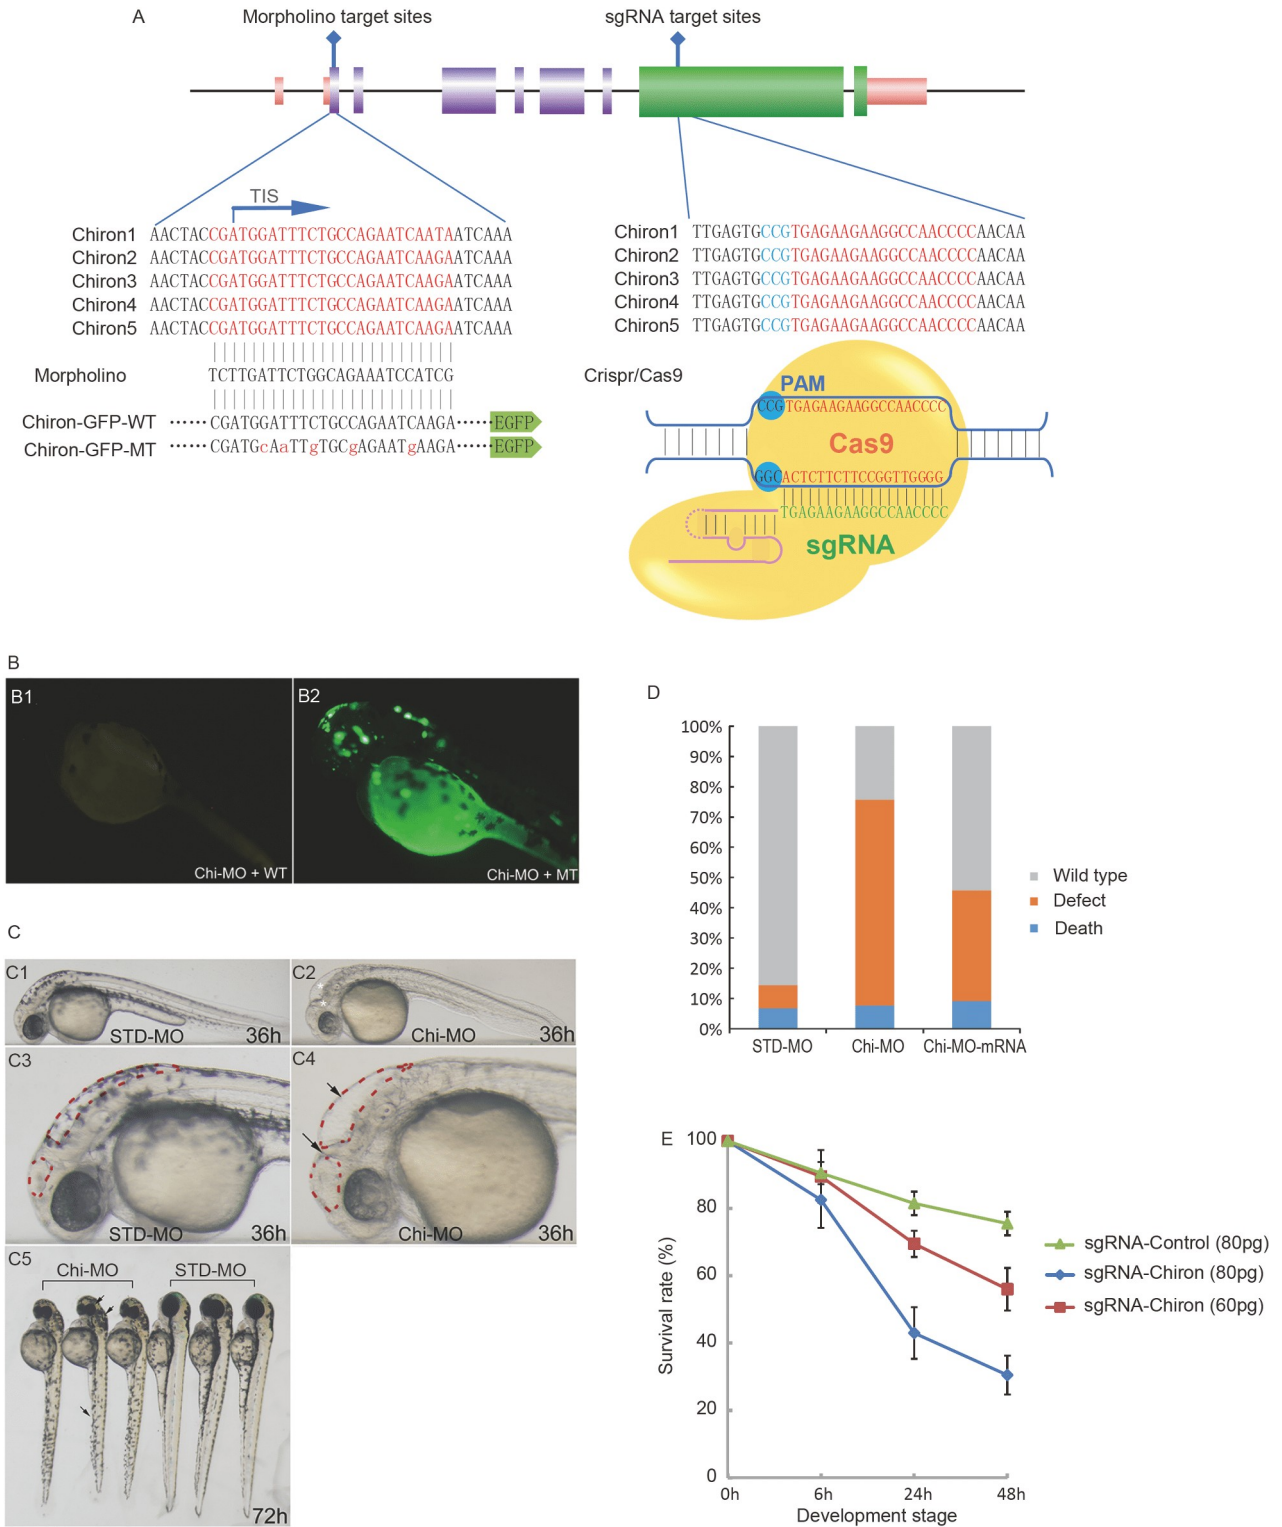 A
Morpholino target sites
sgRNA target sites
TIS
Chiron1 AACTACCGATGGATTTCTGCCAGAATCAATAATCAAA
Chiron2 AACTACCGATGGATTTCTGCCAGAATCAAGAATCAAA
Chiron3 AACTACCGATGGATTTCTGCCAGAATCAAGAATCAAA
Chiron4 AACTACCGATGGATTTCTGCCAGAATCAAGAATCAAA
Chiron5 AACTACCGATGGATTTCTGCCAGAATCAAGAATCAAA
Morpholino TCTTGATTCTGGCAGAAATCCATCG
Chiron-GFP-WT ······CGATGGATTTCTGCCAGAATCAAGA······EGFP
Chiron-GFP-MT ······CGATGcAaTTgTGCgAGAATgAAGA······EGFP
Chiron1 TTGAGTGCCGTGAGAAGAAGGCCAACCCCAACAA
Chiron2 TTGAGTGCCGTGAGAAGAAGGCCAACCCCAACAA
Chiron3 TTGAGTGCCGTGAGAAGAAGGCCAACCCCAACAA
Chiron4 TTGAGTGCCGTGAGAAGAAGGCCAACCCCAACAA
Chiron5 TTGAGTGCCGTGAGAAGAAGGCCAACCCCAACAA
Crispr/Cas9
PAM
CCGTGAGAAGAAGGCCAACCCC
Cas9
GGCACTCTTCTTCCGGTTGGGG
TGAGAAGAAGGCCAACCCC
sgRNA
B
B1
Chi-MO + WT
B2
Chi-MO + MT
C
C1
STD-MO
36h
C2
*
*
Chi-MO
36h
C3
STD-MO
36h
C4
Chi-MO
36h
C5
Chi-MO
STD-MO
72h
D
100%
90%
80%
70%
60%
50%
40%
30%
20%
10%
0%
STD-MO
Chi-MO
Chi-MO-mRNA
Wild type
Defect
Death
E
Survival rate (%)
100
80
60
40
20
0
0h
6h
24h
48h
Development stage
sgRNA-Control (80pg)
sgRNA-Chiron (80pg)
sgRNA-Chiron (60pg)